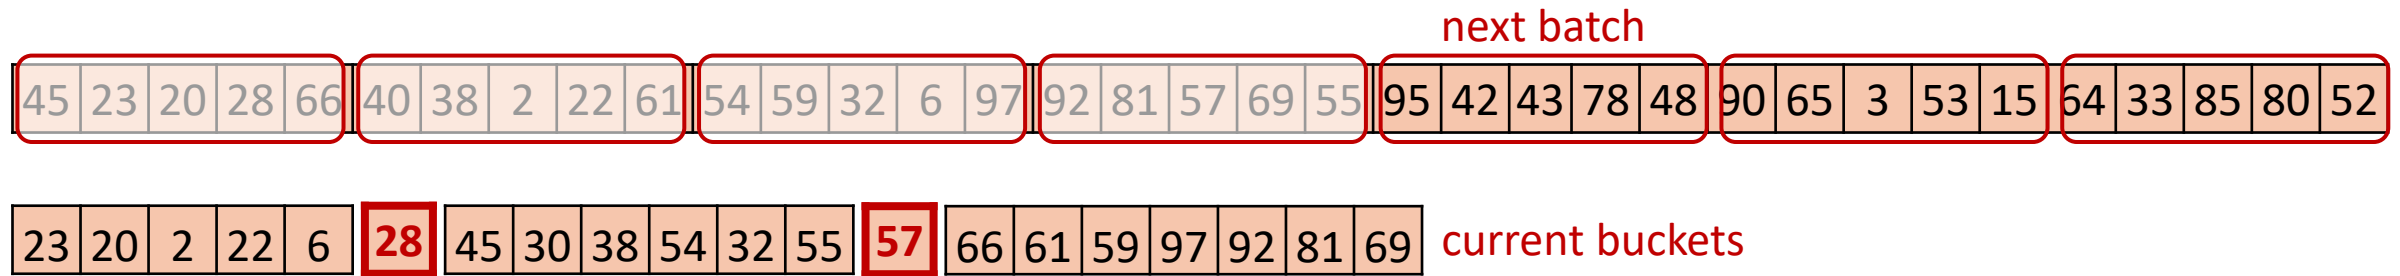 next batch
45 23 20 28 66 40 38 2 22 61 54 59 32 6 97 92 81 57 69 55 95 42 43 78 48 90 65 3 53 15 64 33 85 80 52
23 20 2 22 6 28 45 30 38 54 32 55 57 66 61 59 97 92 81 69 current buckets